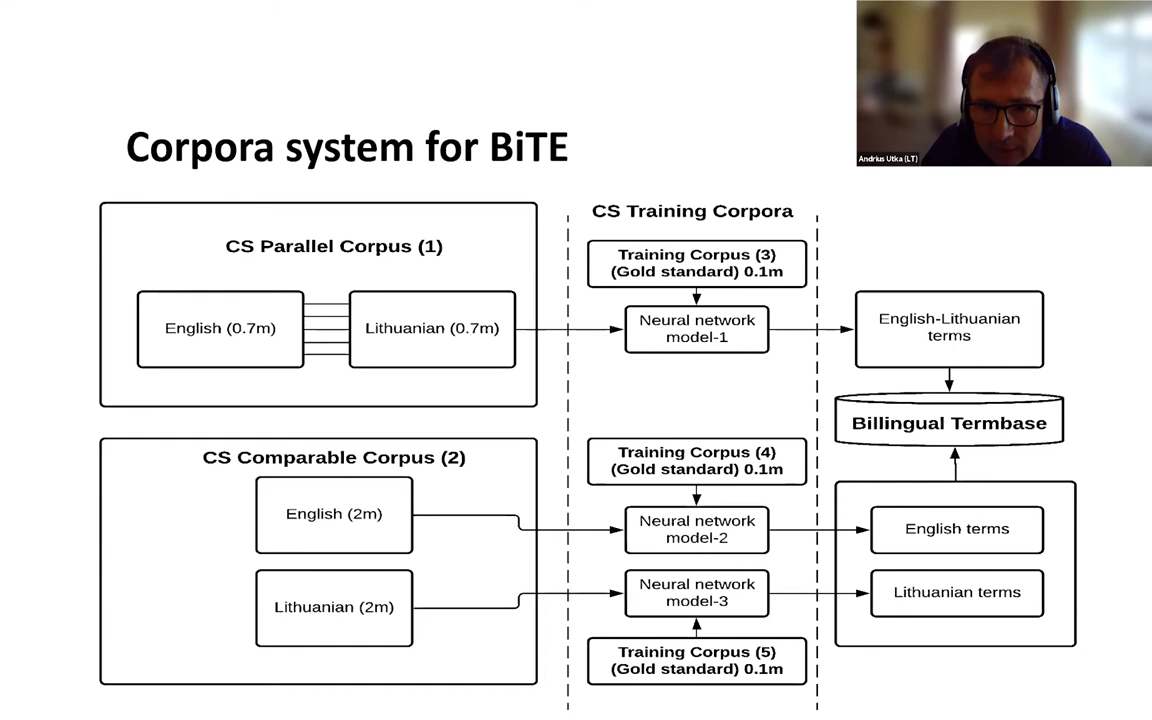 Andrius Utka (LT)
Corpora system for BiTE
CS Parallel Corpus (1)
English (0.7m)
Lithuanian (0.7m)
CS Training Corpora
Training Corpus (3)
(Gold standard) 0.1m
Neural network
model-1
English-Lithuanian
terms
Billingual Termbase
CS Comparable Corpus (2)
English (2m)
Lithuanian (2m)
Training Corpus (4)
(Gold standard) 0.1m
Neural network
model-2
Neural network
model-3
Training Corpus (5)
(Gold standard) 0.1m
English terms
Lithuanian terms